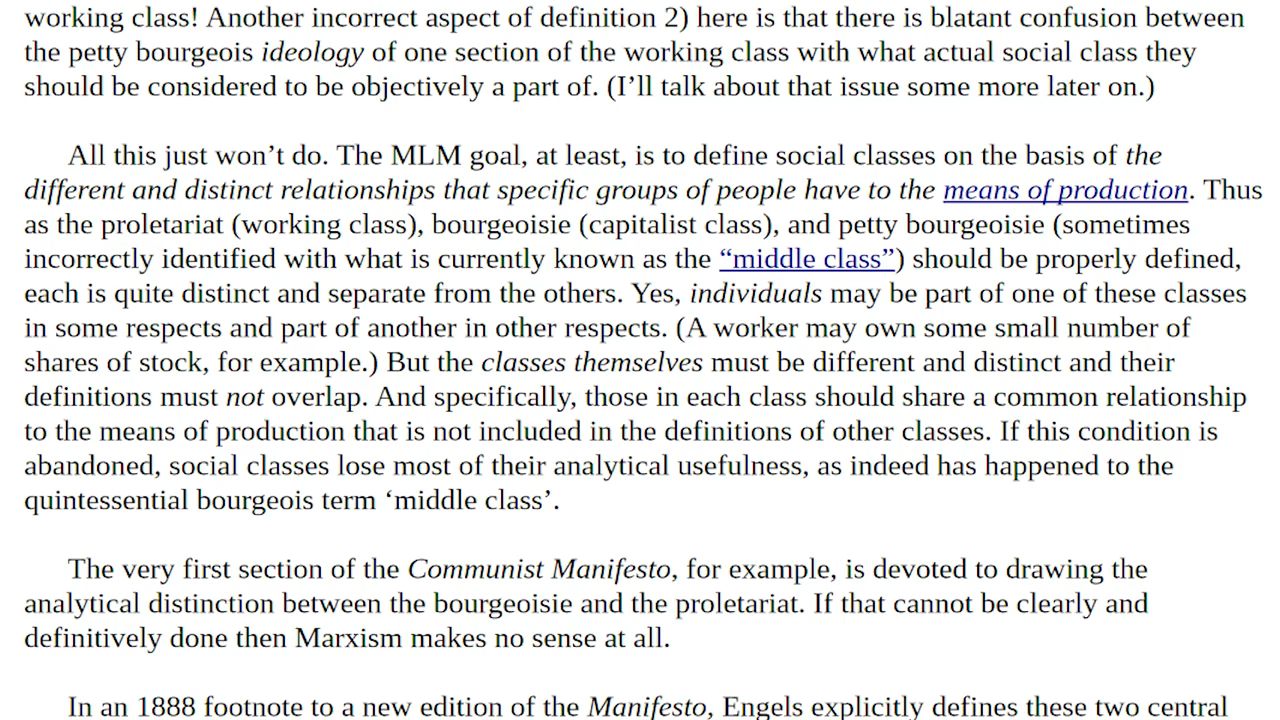 working class! Another incorrect aspect of definition 2) here is that there is blatant confusion between
the petty bourgeois ideology of one section of the working class with what actual social class they
should be considered to be objectively a part of. (I’ll talk about that issue some more later on.)
All this just won’t do. The MLM goal, at least, is to define social classes on the basis of the
different and distinct relationships that specific groups of people have to the means of production. Thus
as the proletariat (working class), bourgeoisie (capitalist class), and petty bourgeoisie (sometimes
incorrectly identified with what is currently known as the “middle class”) should be properly defined,
each is quite distinct and separate from the others. Yes, individuals may be part of one of these classes
in some respects and part of another in other respects. (A worker may own some small number of
shares of stock, for example.) But the classes themselves must be different and distinct and their
definitions must not overlap. And specifically, those in each class should share a common relationship
to the means of production that is not included in the definitions of other classes. If this condition is
abandoned, social classes lose most of their analytical usefulness, as indeed has happened to the
quintessential bourgeois term ‘middle class’.
The very first section of the Communist Manifesto, for example, is devoted to drawing the
analytical distinction between the bourgeoisie and the proletariat. If that cannot be clearly and
definitively done then Marxism makes no sense at all.
In an 1888 footnote to a new edition of the Manifesto, Engels explicitly defines these two central